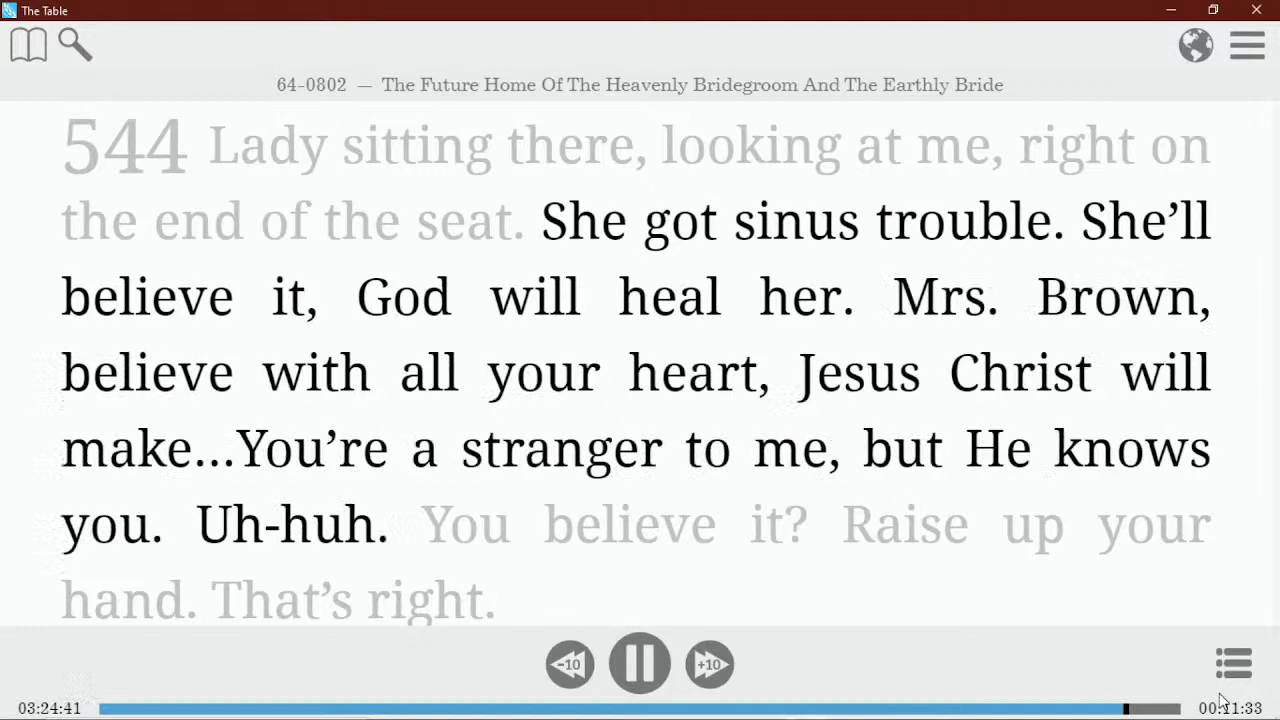 The Table
64-0802 — The Future Home Of The Heavenly Bridegroom And The Earthly Bride
544 Lady sitting there, looking at me, right on
the end of the seat. She got sinus trouble. She’ll
believe it, God will heal her. Mrs. Brown,
believe with all your heart, Jesus Christ will
make…You’re a stranger to me, but He knows
you. Uh-huh. You believe it? Raise up your
hand. That’s right.
-10 +10
03:24:41 00:11:33